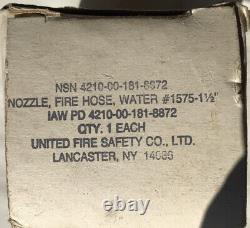 NSN 4210-00-181-8872
NOZZLE, FIRE HOSE, WATER #1575-1½"
IAW PD 4210-00-181-8872
QTY. 1 EACH
UNITED FIRE SAFETY CO., LTD.
LANCASTER, NY